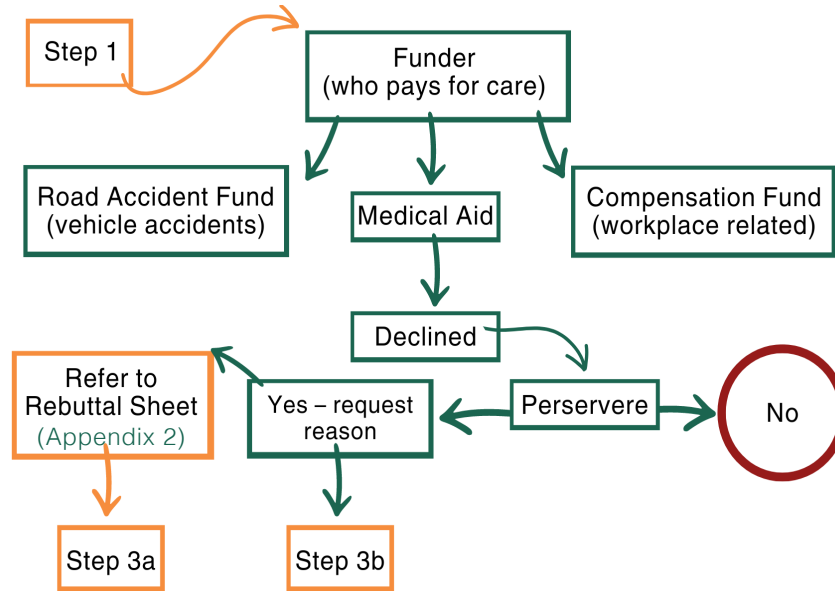 Step 1
Funder
(who pays for care)
Road Accident Fund
(vehicle accidents)
Medical Aid
Compensation Fund
(workplace related)
Declined
Refer to
Rebuttal Sheet
(Appendix 2)
Yes – request
reason
Perservere
No
Step 3a
Step 3b